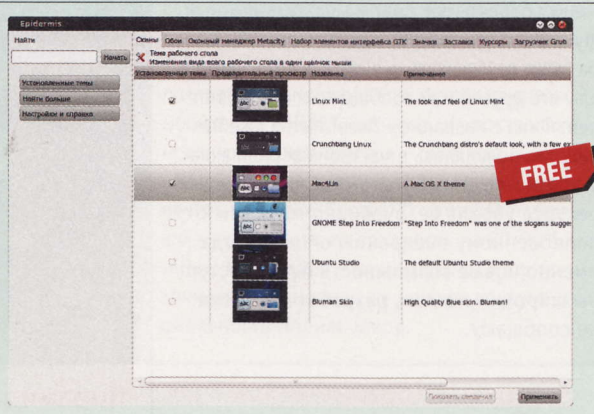 Epidermis
Найти
Начать
Установленные темы
Найти больше
Настройки и справка
Скины Обои Оконный менеджер Metacity Набор элементов интерфейса GTK Значки Заставка Курсоры Загрузчик Grub
Тема рабочего стола
Изменение вида всего рабочего стола в один щелчок мыши
Установленные темы Предварительный просмотр Название Примечание
Linux Mint The look and feel of Linux Mint
Crunchbang Linux The Crunchbang distro's default look, with a few ex
Mac4Lin A Mac OS X theme
FREE
GNOME Step Into Freedom "Step Into Freedom" was one of the slogans sugges
Ubuntu Studio The default Ubuntu Studio theme
Bluman Skin High Quality Blue skin. Bluman!
Показать сведения Применить